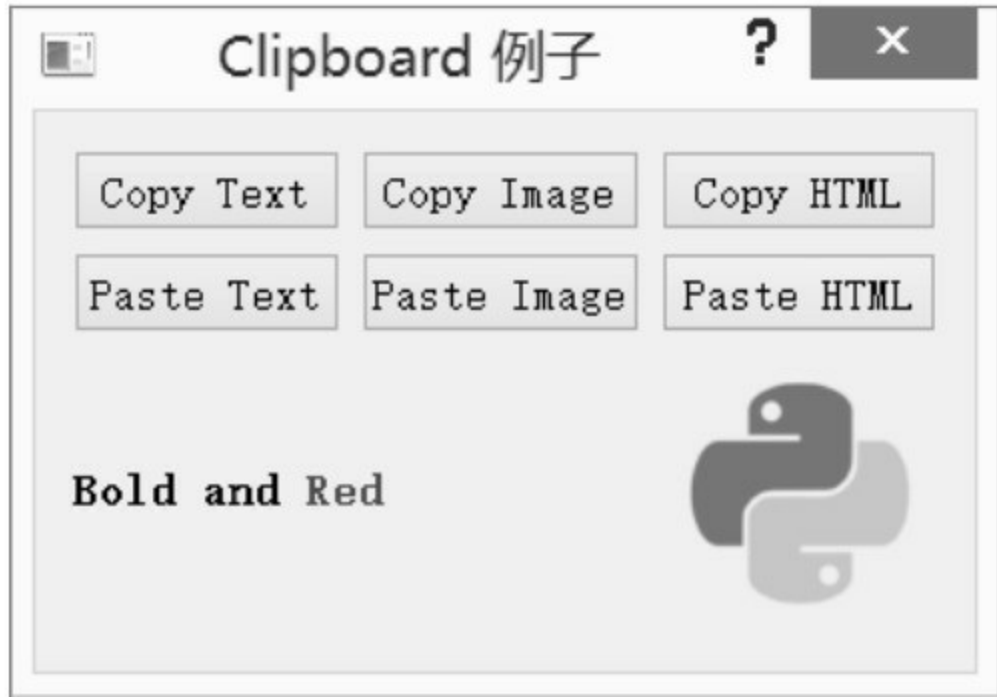 Clipboard 例子 ? ×
Copy Text Copy Image Copy HTML
Paste Text Paste Image Paste HTML
Bold and Red